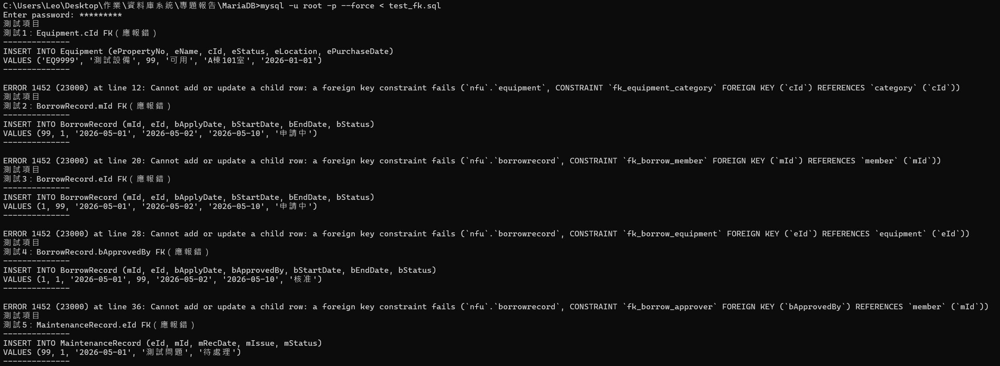 C:\Users\Leo\Desktop\作業\資料庫系統\專題報告\MariaDB>mysql -u root -p --force < test_fk.sql
Enter password: *********
測試項目
測試1：Equipment.cId FK（應報錯）
--------------
INSERT INTO Equipment (ePropertyNo, eName, cId, eStatus, eLocation, ePurchaseDate)
VALUES ('EQ9999', '測試設備', 99, '可用', 'A棟101室', '2026-01-01')
--------------
ERROR 1452 (23000) at line 12: Cannot add or update a child row: a foreign key constraint fails (`nfu`.`equipment`, CONSTRAINT `fk_equipment_category` FOREIGN KEY (`cId`) REFERENCES `category` (`cId`))
測試項目
測試2：BorrowRecord.mId FK（應報錯）
--------------
INSERT INTO BorrowRecord (mId, eId, bApplyDate, bStartDate, bEndDate, bStatus)
VALUES (99, 1, '2026-05-01', '2026-05-02', '2026-05-10', '申請中')
--------------
ERROR 1452 (23000) at line 20: Cannot add or update a child row: a foreign key constraint fails (`nfu`.`borrowrecord`, CONSTRAINT `fk_borrow_member` FOREIGN KEY (`mId`) REFERENCES `member` (`mId`))
測試項目
測試3：BorrowRecord.eId FK（應報錯）
--------------
INSERT INTO BorrowRecord (mId, eId, bApplyDate, bStartDate, bEndDate, bStatus)
VALUES (1, 99, '2026-05-01', '2026-05-02', '2026-05-10', '申請中')
--------------
ERROR 1452 (23000) at line 28: Cannot add or update a child row: a foreign key constraint fails (`nfu`.`borrowrecord`, CONSTRAINT `fk_borrow_equipment` FOREIGN KEY (`eId`) REFERENCES `equipment` (`eId`))
測試項目
測試4：BorrowRecord.bApprovedBy FK（應報錯）
--------------
INSERT INTO BorrowRecord (mId, eId, bApplyDate, bApprovedBy, bStartDate, bEndDate, bStatus)
VALUES (1, 1, '2026-05-01', 99, '2026-05-02', '2026-05-10', '核准')
--------------
ERROR 1452 (23000) at line 36: Cannot add or update a child row: a foreign key constraint fails (`nfu`.`borrowrecord`, CONSTRAINT `fk_borrow_approver` FOREIGN KEY (`bApprovedBy`) REFERENCES `member` (`mId`))
測試項目
測試5：MaintenanceRecord.eId FK（應報錯）
--------------
INSERT INTO MaintenanceRecord (eId, mId, mRecDate, mIssue, mStatus)
VALUES (99, 1, '2026-05-01', '測試問題', '待處理')
--------------